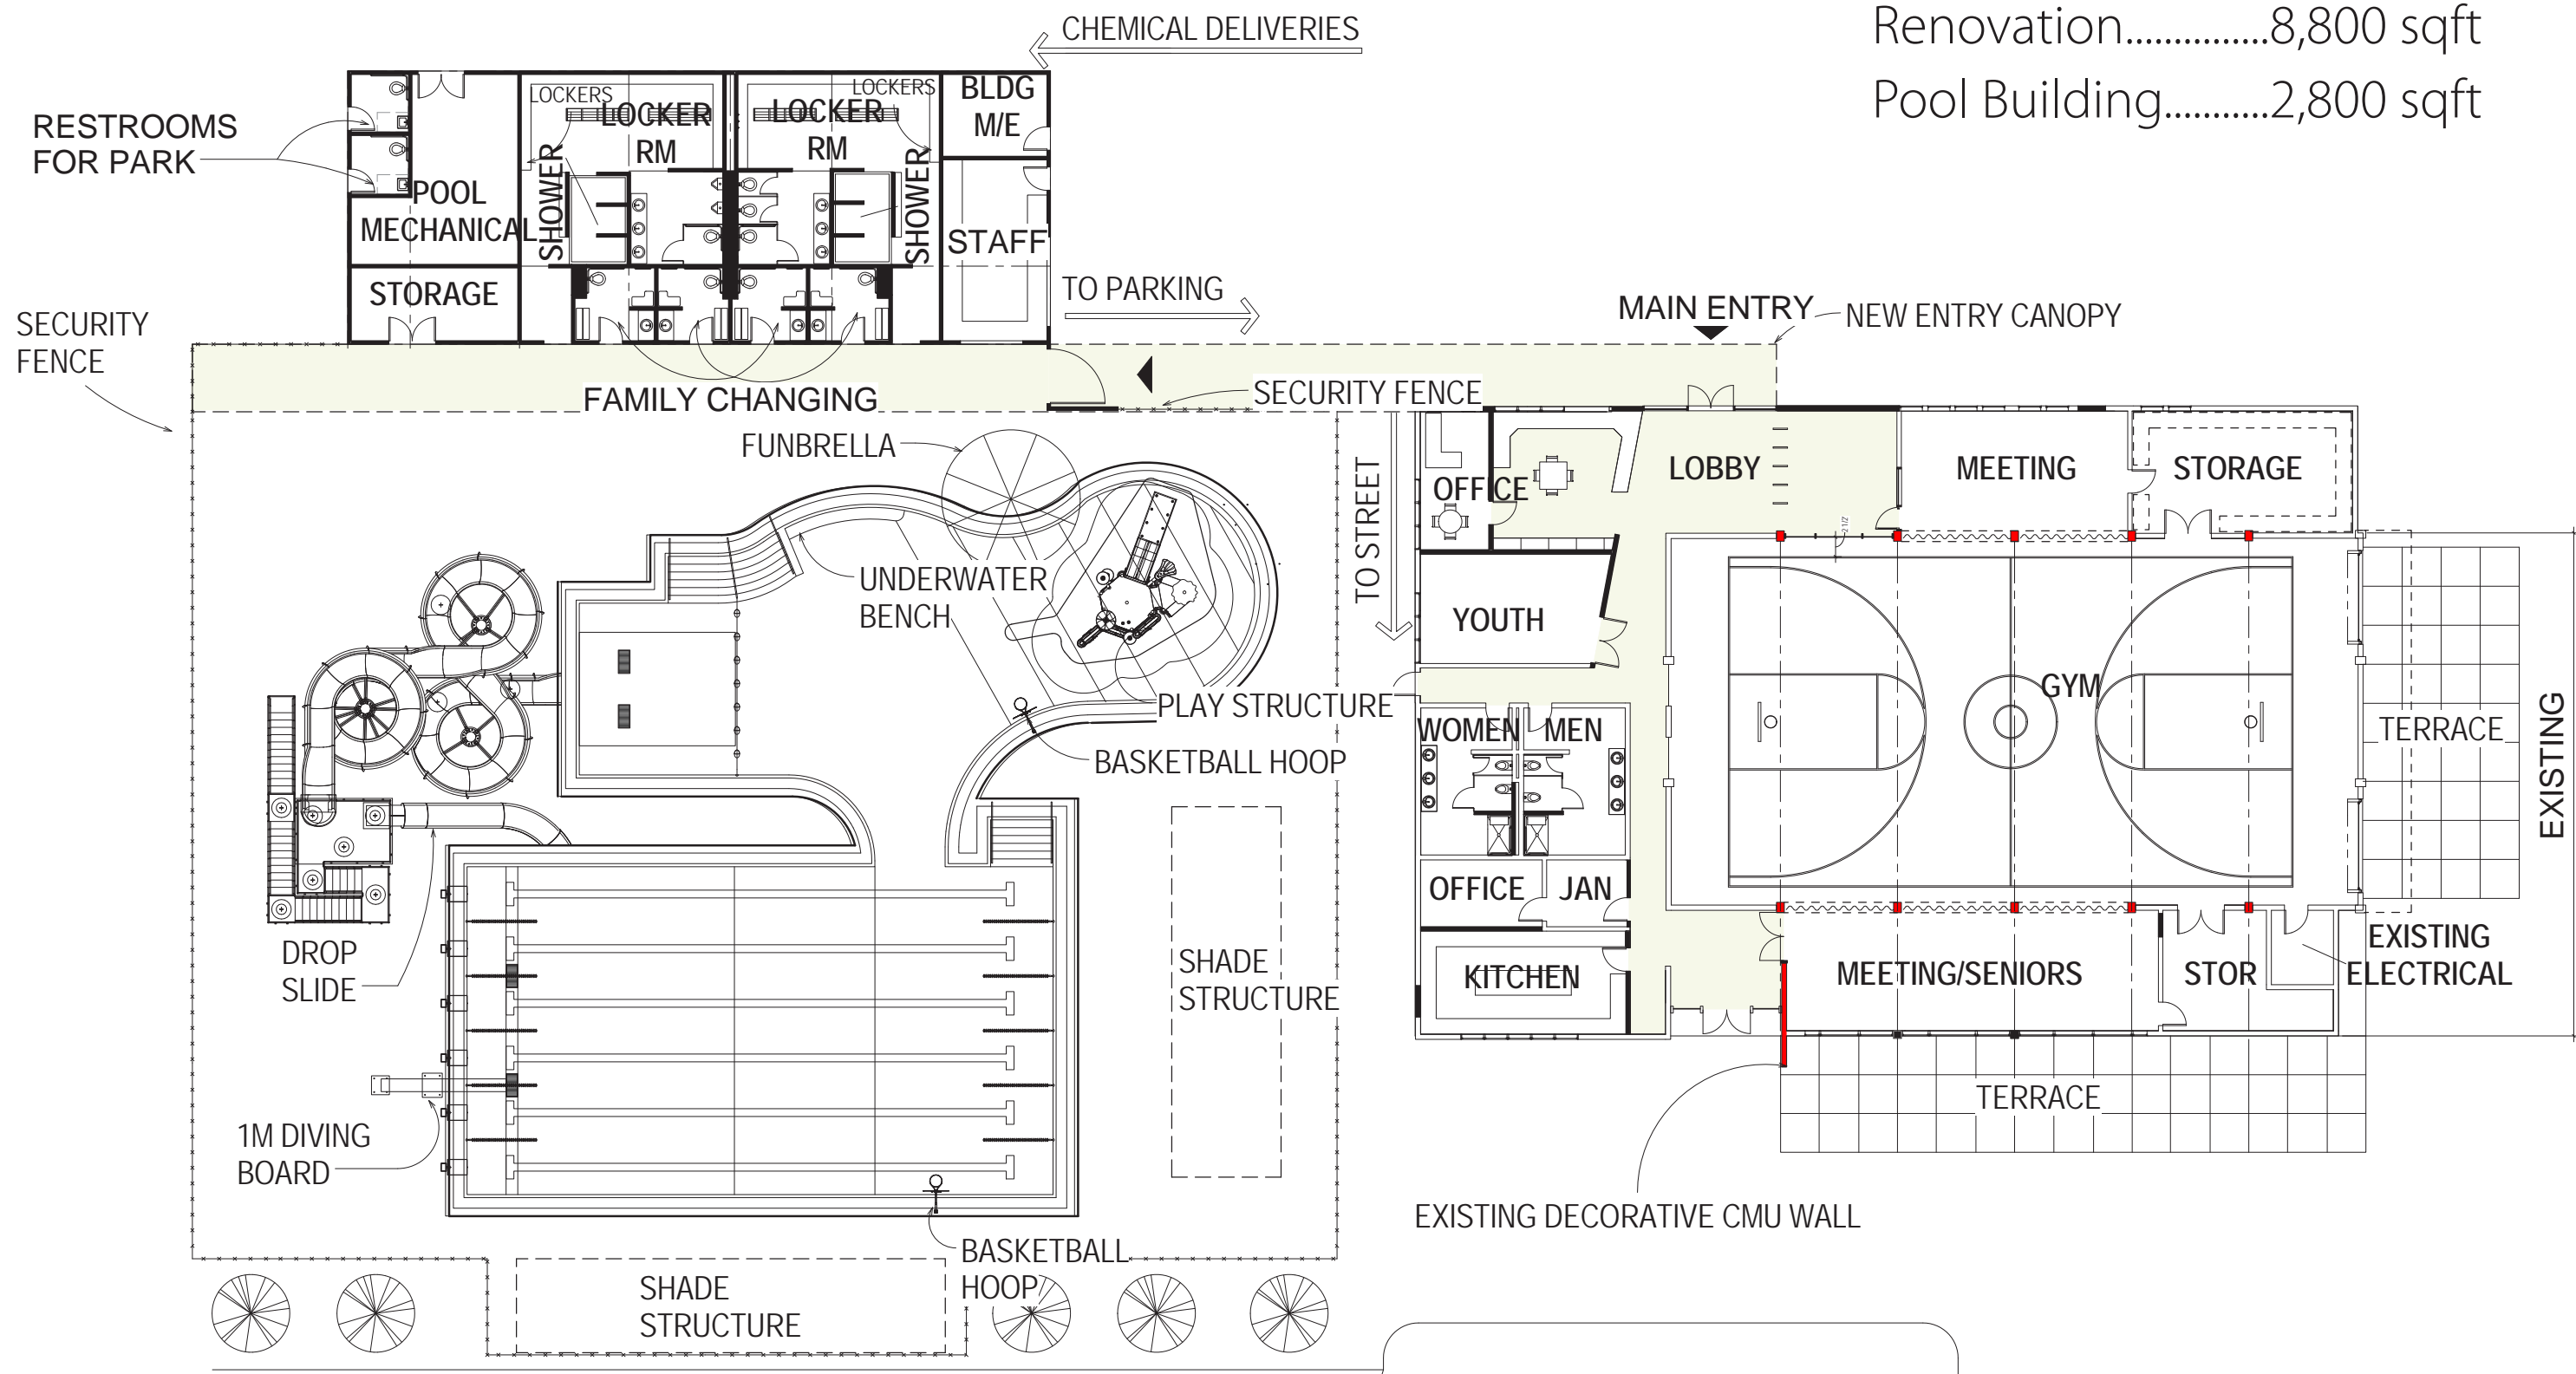 Renovation...............8,800 sqft
Pool Building...........2,800 sqft
CHEMICAL DELIVERIES
RESTROOMS
FOR PARK
LOCKERS
LOCKER
RM
LOCKERS
LOCKER
RM
BLDG
M/E
SHOWER
SHOWER
POOL
MECHANICAL
STAFF
STORAGE
TO PARKING
SECURITY
FENCE
MAIN ENTRY
NEW ENTRY CANOPY
FAMILY CHANGING
SECURITY FENCE
FUNBRELLA
TO STREET
OFFICE
LOBBY
MEETING
STORAGE
UNDERWATER
BENCH
YOUTH
PLAY STRUCTURE
GYM
WOMEN
MEN
TERRACE
EXISTING
BASKETBALL HOOP
OFFICE
JAN
DROP
SLIDE
SHADE
STRUCTURE
KITCHEN
MEETING/SENIORS
STOR
EXISTING
ELECTRICAL
TERRACE
1M DIVING
BOARD
EXISTING DECORATIVE CMU WALL
BASKETBALL
HOOP
SHADE
STRUCTURE